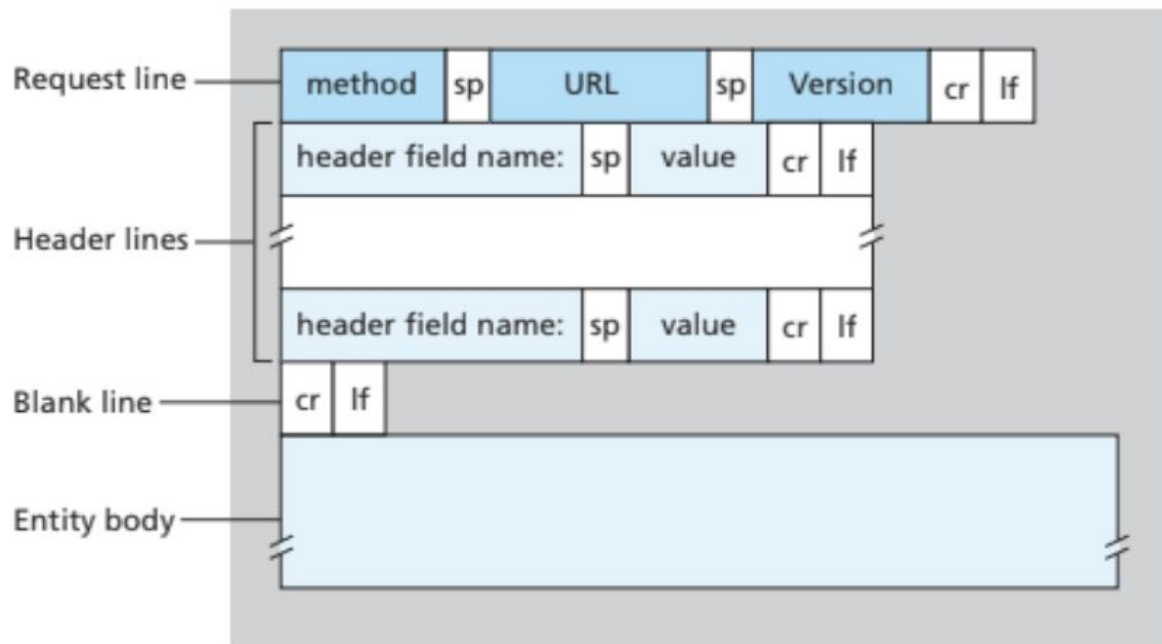 Request line method sp URL sp Version cr lf
header field name: sp value cr lf
Header lines
header field name: sp value cr lf
Blank line cr lf
Entity body